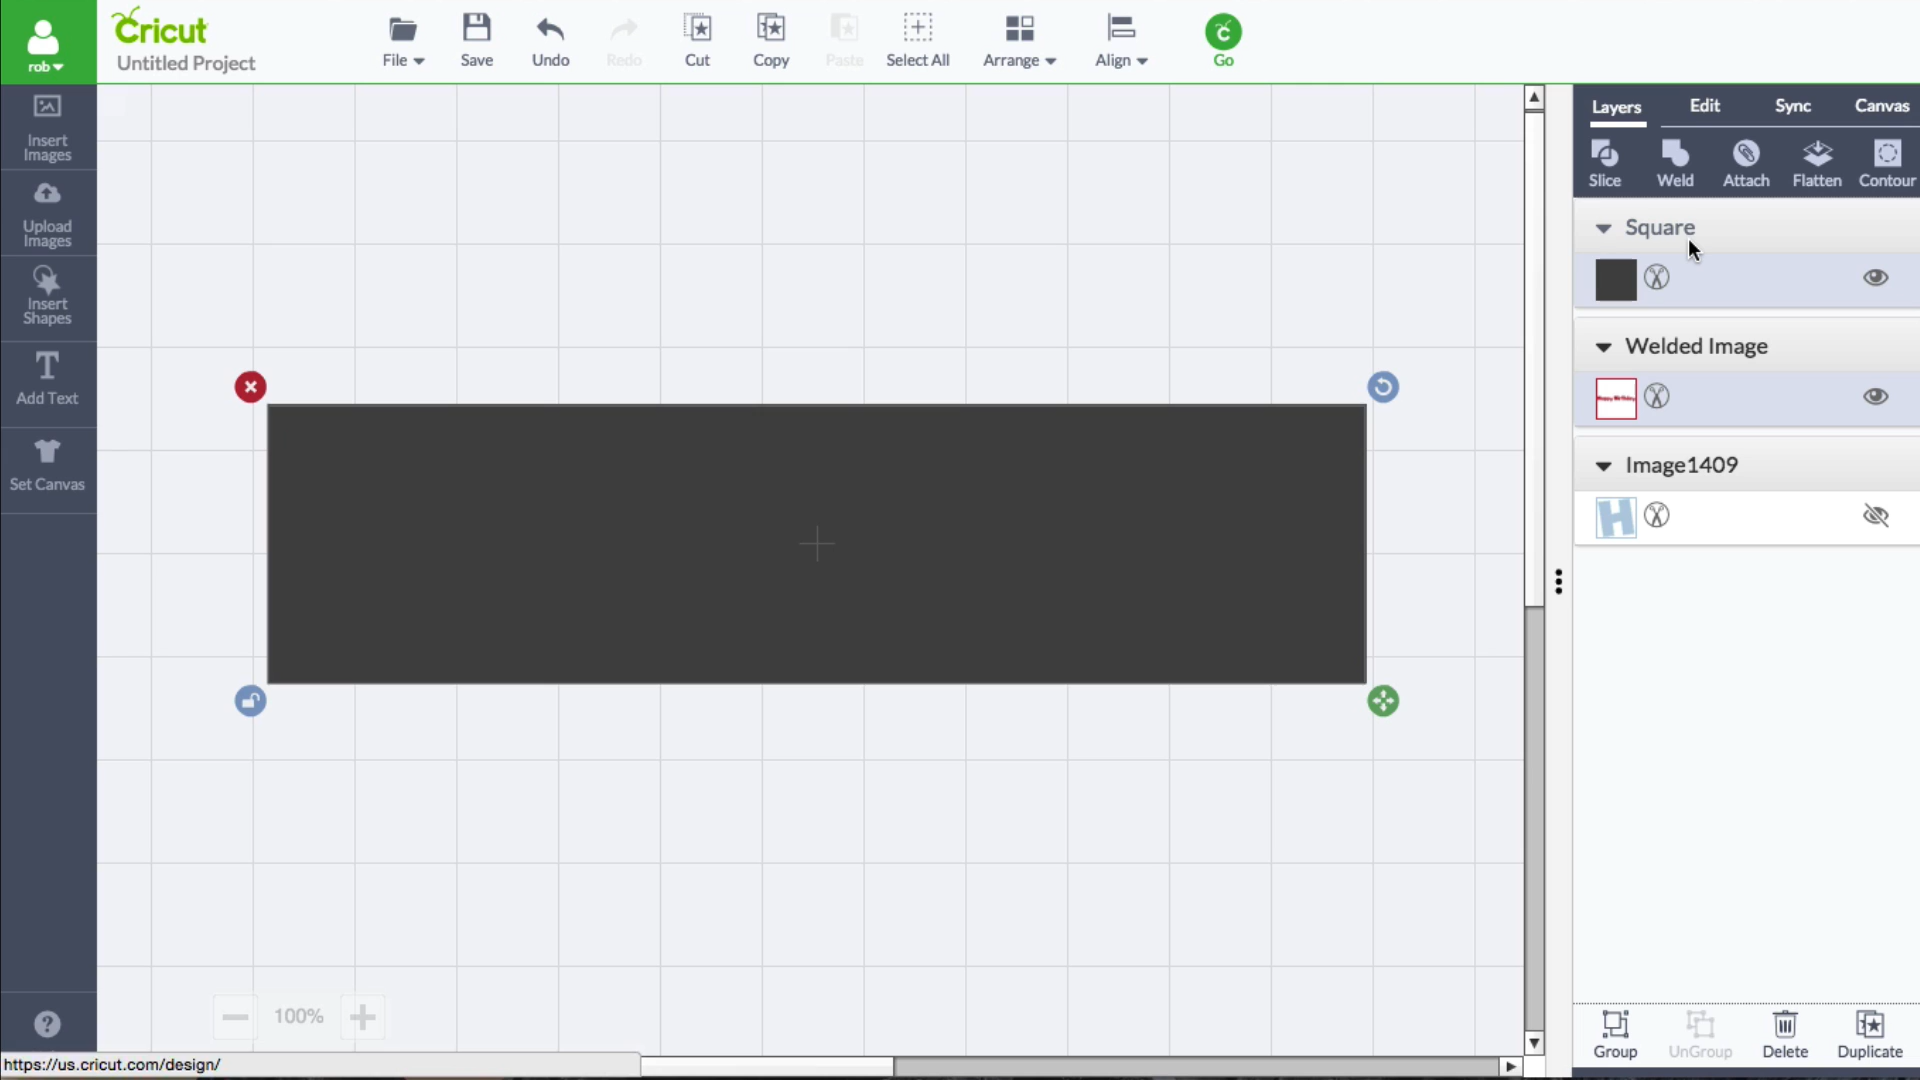 rob
Cricut
Untitled Project
File
Save
Undo
Redo
Cut
Copy
Paste
Select All
Arrange
Align
Go
Insert
Images
Upload
Images
Insert
Shapes
Add Text
Set Canvas
Layers
Edit
Sync
Canvas
Slice
Weld
Attach
Flatten
Contour
Square
Welded Image
Happy Birthday
Image1409
H
100%
Group
UnGroup
Delete
Duplicate
https://us.cricut.com/design/